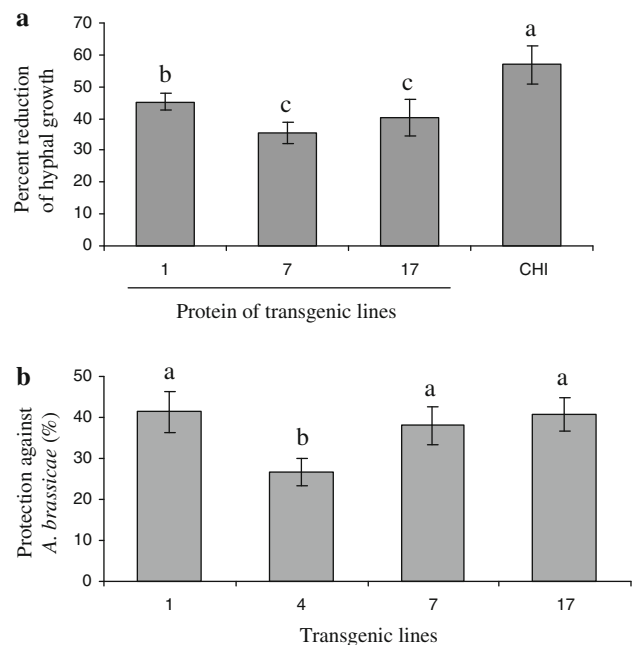 a
Percent reduction
of hyphal growth
70
60
50
40
30
20
10
0
b
c
c
a
1 7 17 CHI
Protein of transgenic lines
b
Protection against
A. brassicae (%)
50
40
30
20
10
0
a
b
a
a
1 4 7 17
Transgenic lines